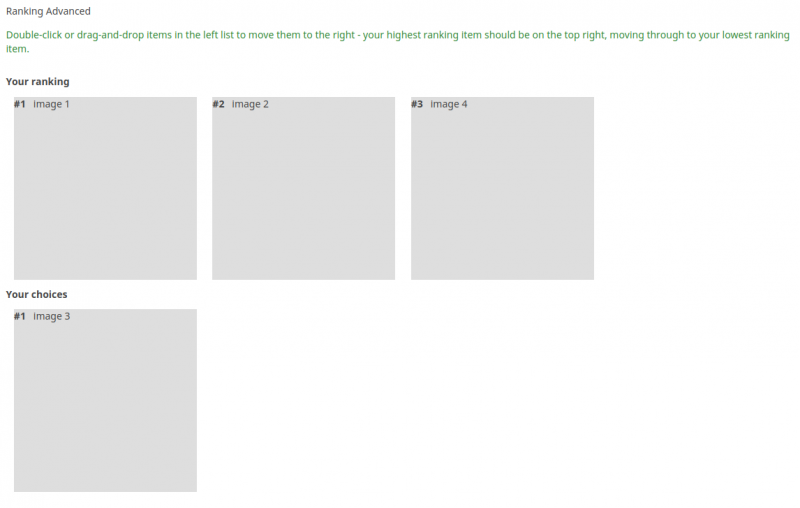 Ranking Advanced
Double-click or drag-and-drop items in the left list to move them to the right - your highest ranking item should be on the top right, moving through to your lowest ranking
item.
Your ranking
#1 image 1
#2 image 2
#3 image 4
Your choices
#1 image 3